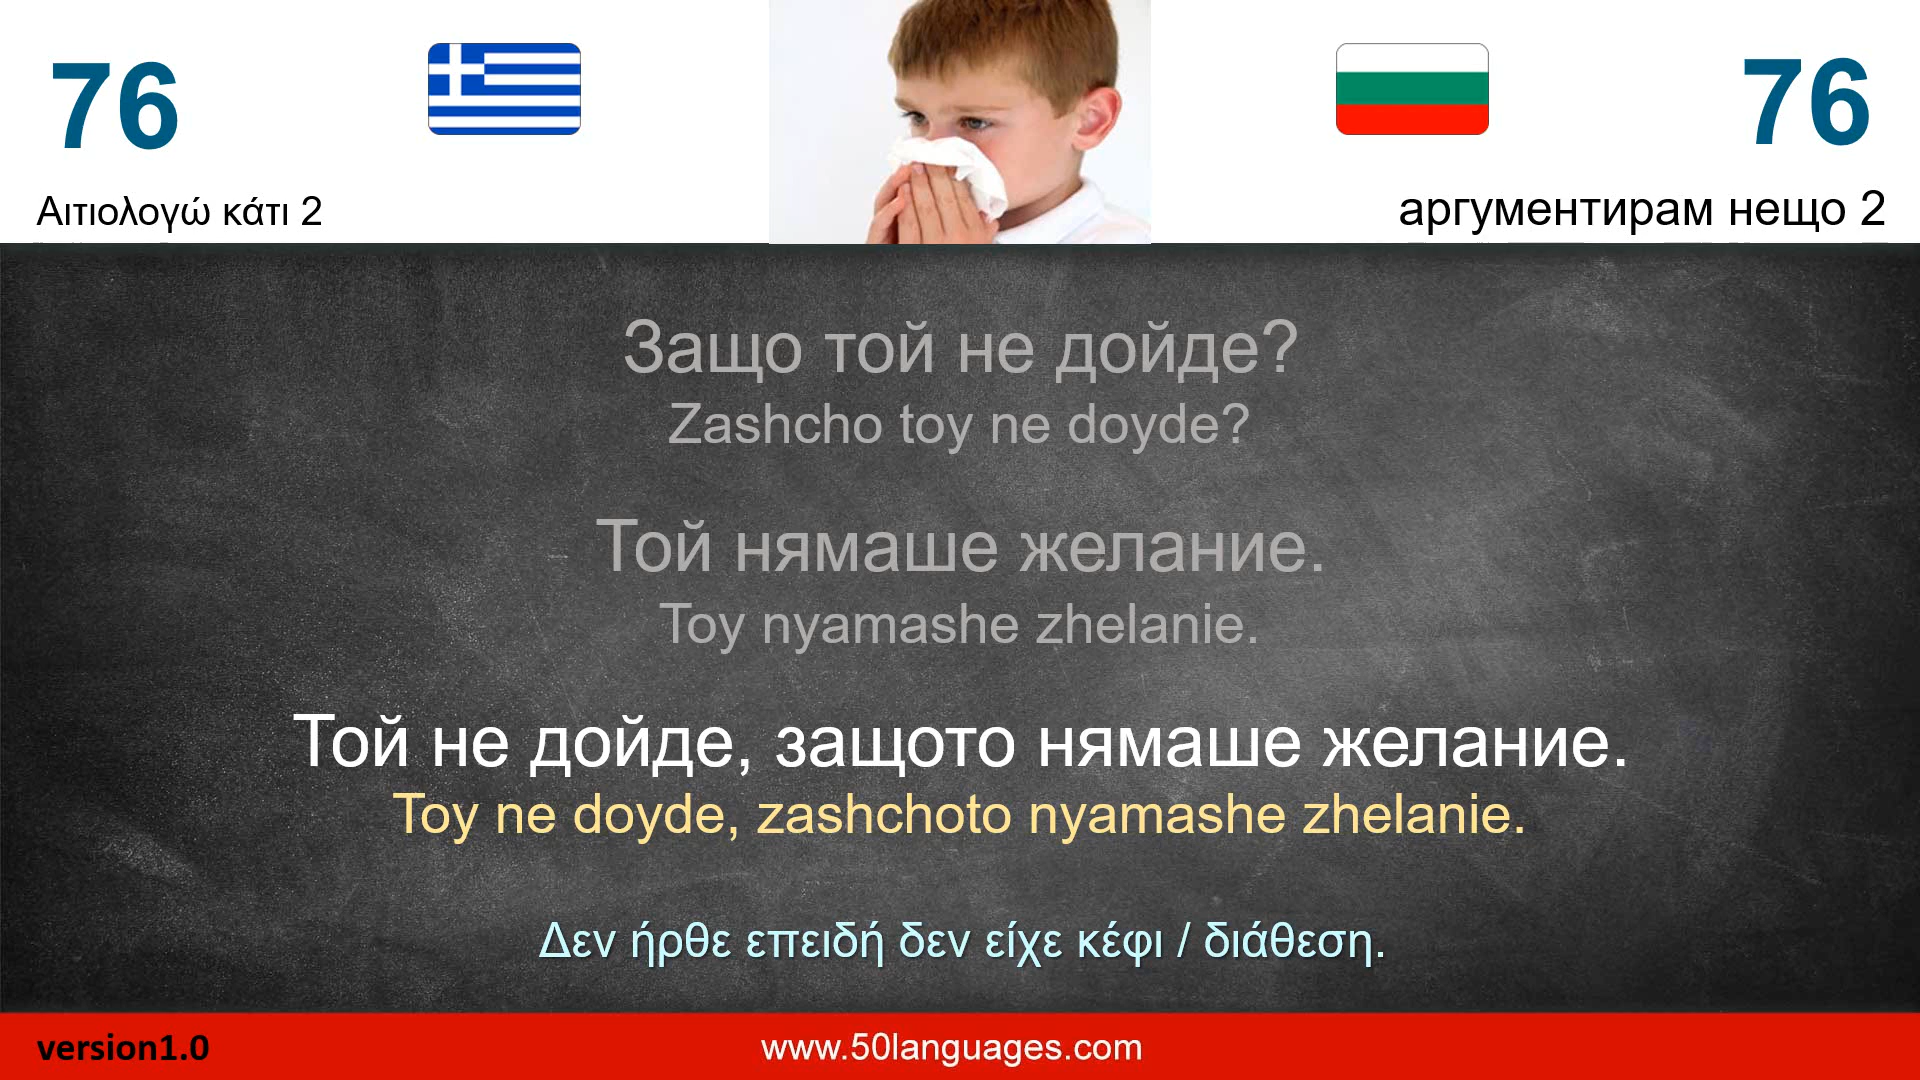 76
76
Αιτιολογώ κάτι 2
аргументирам нещо 2
Защо той не дойде?
Zashcho toy ne doyde?
Той нямаше желание.
Toy nyamashe zhelanie.
Той не дойде, защото нямаше желание.
Toy ne doyde, zashchoto nyamashe zhelanie.
Δεν ήρθε επειδή δεν είχε κέφι / διάθεση.
version1.0
www.50languages.com